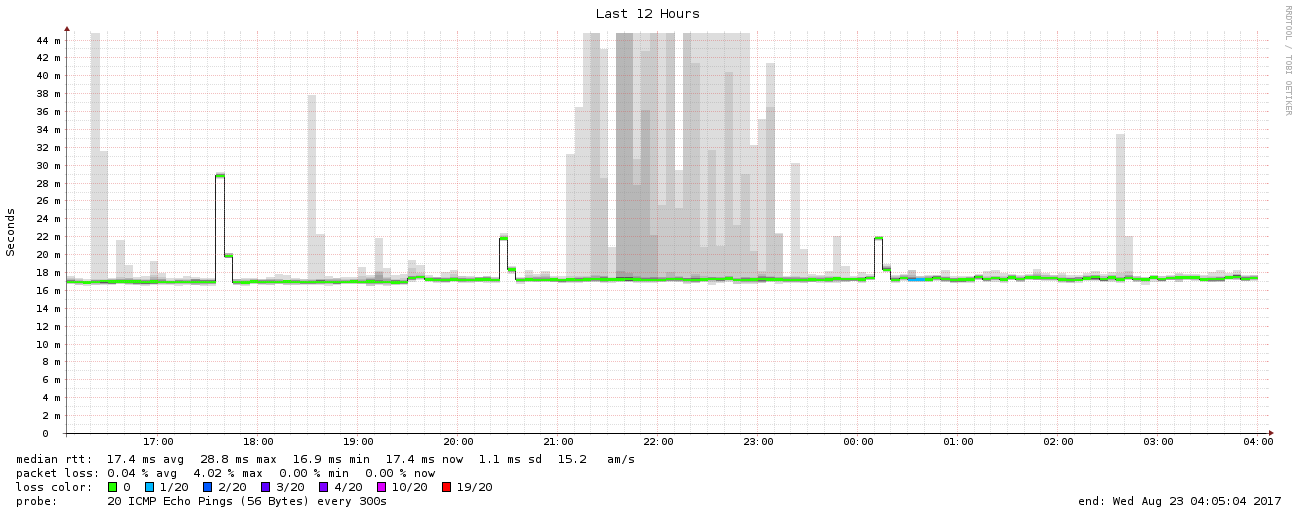 Last 12 Hours
RRDTOOL / TOBI OETIKER
Seconds
44 m
42 m
40 m
38 m
36 m
34 m
32 m
30 m
28 m
26 m
24 m
22 m
20 m
18 m
16 m
14 m
12 m
10 m
8 m
6 m
4 m
2 m
0
17:00 18:00 19:00 20:00 21:00 22:00 23:00 00:00 01:00 02:00 03:00 04:00
median rtt: 17.4 ms avg 28.8 ms max 16.9 ms min 17.4 ms now 1.1 ms sd 15.2 am/s
packet loss: 0.04 % avg 4.02 % max 0.00 % min 0.00 % now
loss color: 0 1/20 2/20 3/20 4/20 10/20 19/20
probe: 20 ICMP Echo Pings (56 Bytes) every 300s end: Wed Aug 23 04:05:04 2017